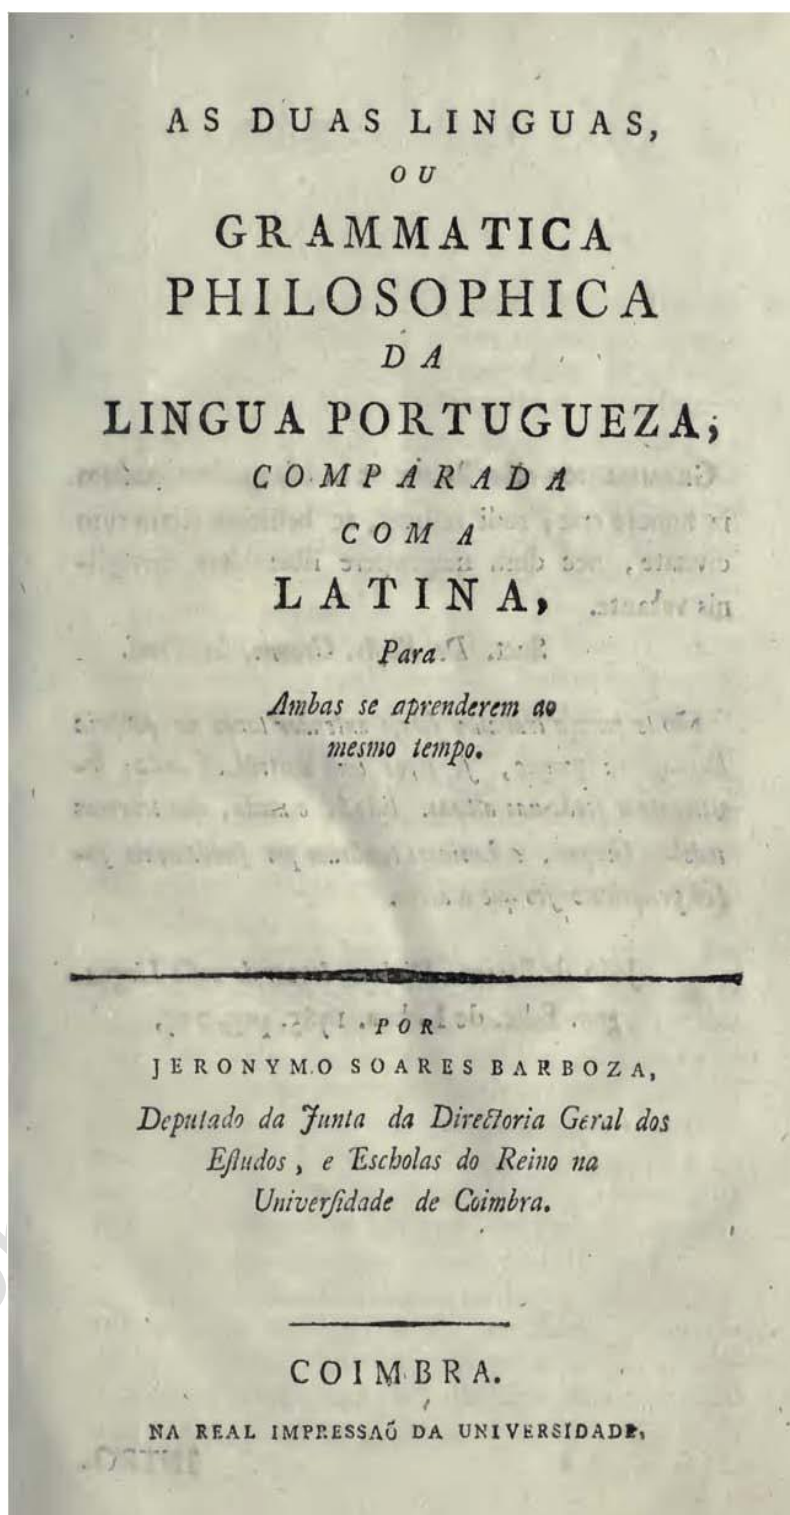 AS DUAS LINGUAS,
OU
GRAMMATICA
PHILOSOPHICA
DA
LINGUA PORTUGUEZA,
COMPARADA
COM A
LATINA,
Para
Ambas se aprenderem ao
mesmo tempo.
POR
JERONYMO SOARES BARBOZA,
Deputado da Junta da Directoria Geral dos
Eſtudos, e Escholas do Reino na
Univerſidade de Coimbra.
COIMBRA.
NA REAL IMPRESSAÕ DA UNIVERSIDADE,